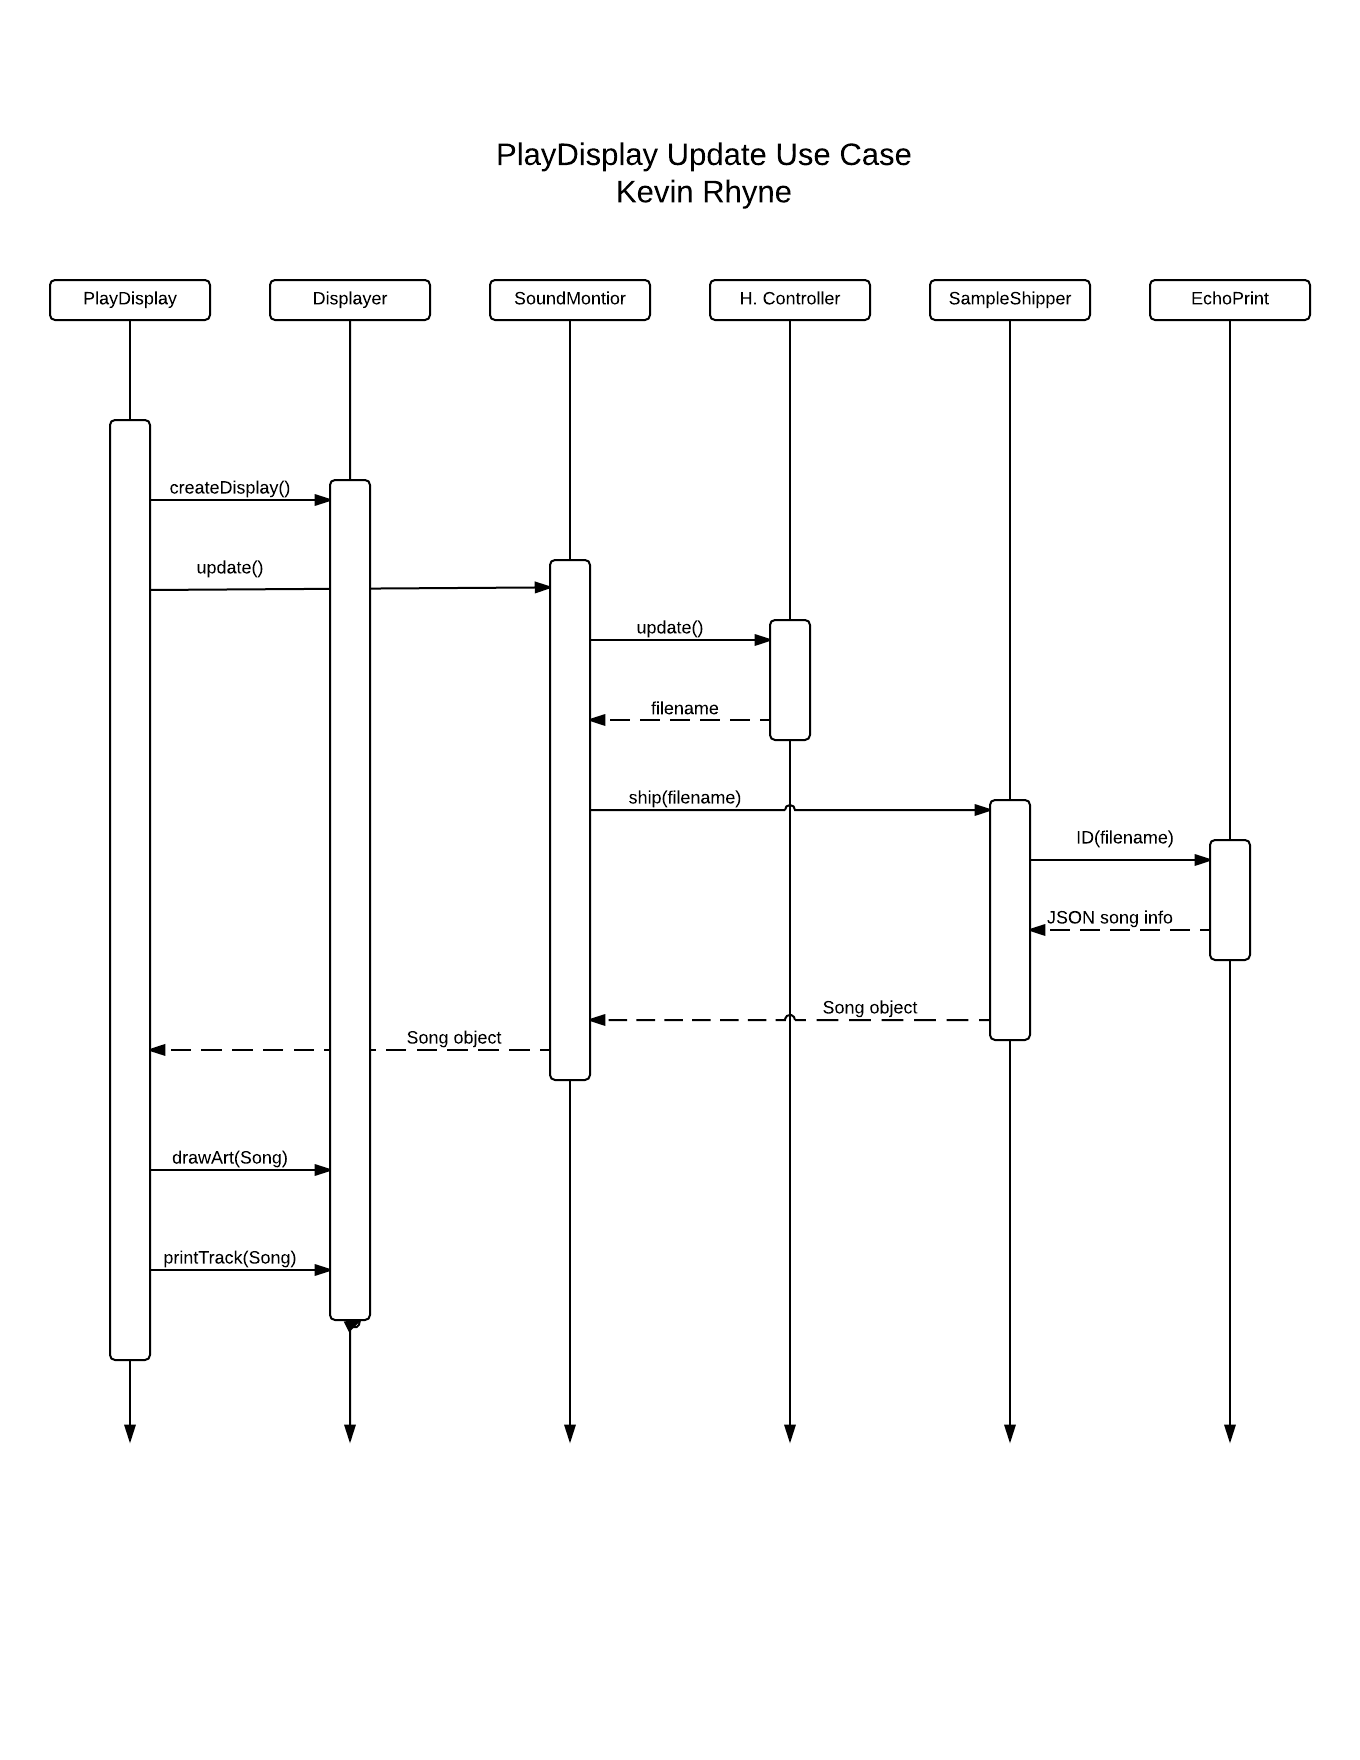 PlayDisplay Update Use Case
Kevin Rhyne
PlayDisplay
Displayer
SoundMontior
H. Controller
SampleShipper
EchoPrint
createDisplay()
update()
update()
filename
ship(filename)
ID(filename)
JSON song info
Song object
Song object
drawArt(Song)
printTrack(Song)